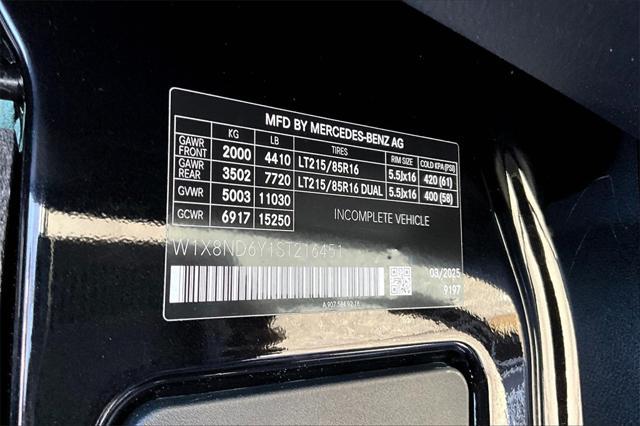 MFD BY MERCEDES-BENZ AG
KG LB TIRES RIM SIZE COLD KPA (PSI)
GAWR FRONT 2000 4410 LT215/85R16 5.5Jx16 420 (61)
GAWR REAR 3502 7720 LT215/85R16 DUAL 5.5Jx16 400 (58)
GVWR 5003 11030
GCWR 6917 15250 INCOMPLETE VEHICLE
W1X8ND6Y1ST216451
03/2025
9197
A 907 584